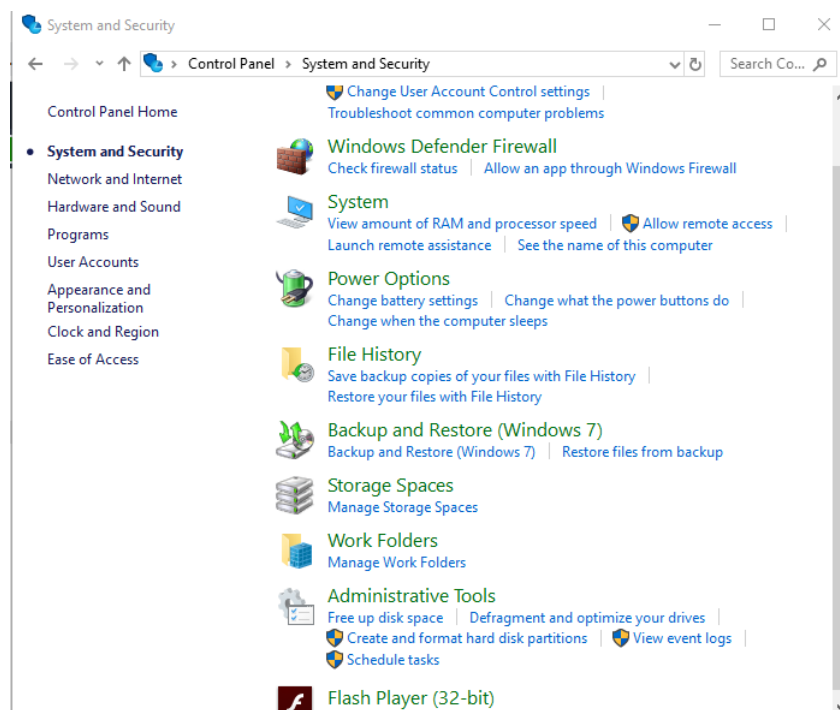 System and Security
Control Panel > System and Security
Search Co...
Control Panel Home
System and Security
Network and Internet
Hardware and Sound
Programs
User Accounts
Appearance and
Personalization
Clock and Region
Ease of Access
Change User Account Control settings
Troubleshoot common computer problems
Windows Defender Firewall
Check firewall status | Allow an app through Windows Firewall
System
View amount of RAM and processor speed | Allow remote access |
Launch remote assistance | See the name of this computer
Power Options
Change battery settings | Change what the power buttons do |
Change when the computer sleeps
File History
Save backup copies of your files with File History |
Restore your files with File History
Backup and Restore (Windows 7)
Backup and Restore (Windows 7) | Restore files from backup
Storage Spaces
Manage Storage Spaces
Work Folders
Manage Work Folders
Administrative Tools
Free up disk space | Defragment and optimize your drives |
Create and format hard disk partitions | View event logs |
Schedule tasks
Flash Player (32-bit)